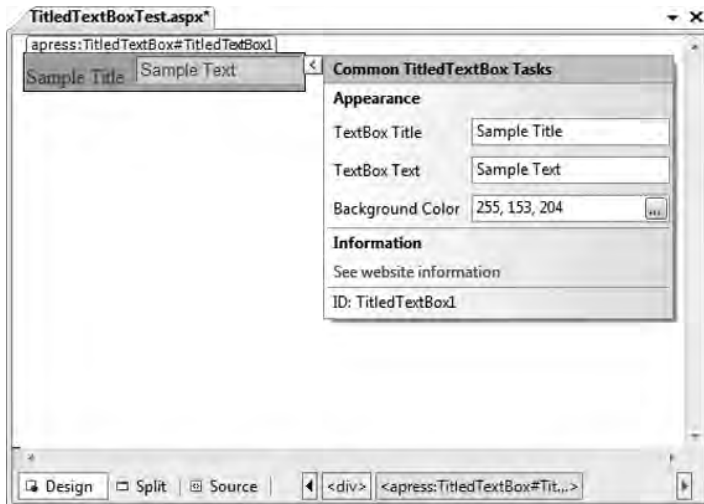 TitledTextBoxTest.aspx*
apress:TitledTextBox#TitledTextBox1
Sample Title Sample Text
Common TitledTextBox Tasks
Appearance
TextBox Title Sample Title
TextBox Text Sample Text
Background Color 255, 153, 204 ...
Information
See website information
ID: TitledTextBox1
Design Split Source <div> <apress:TitledTextBox#Tit...>